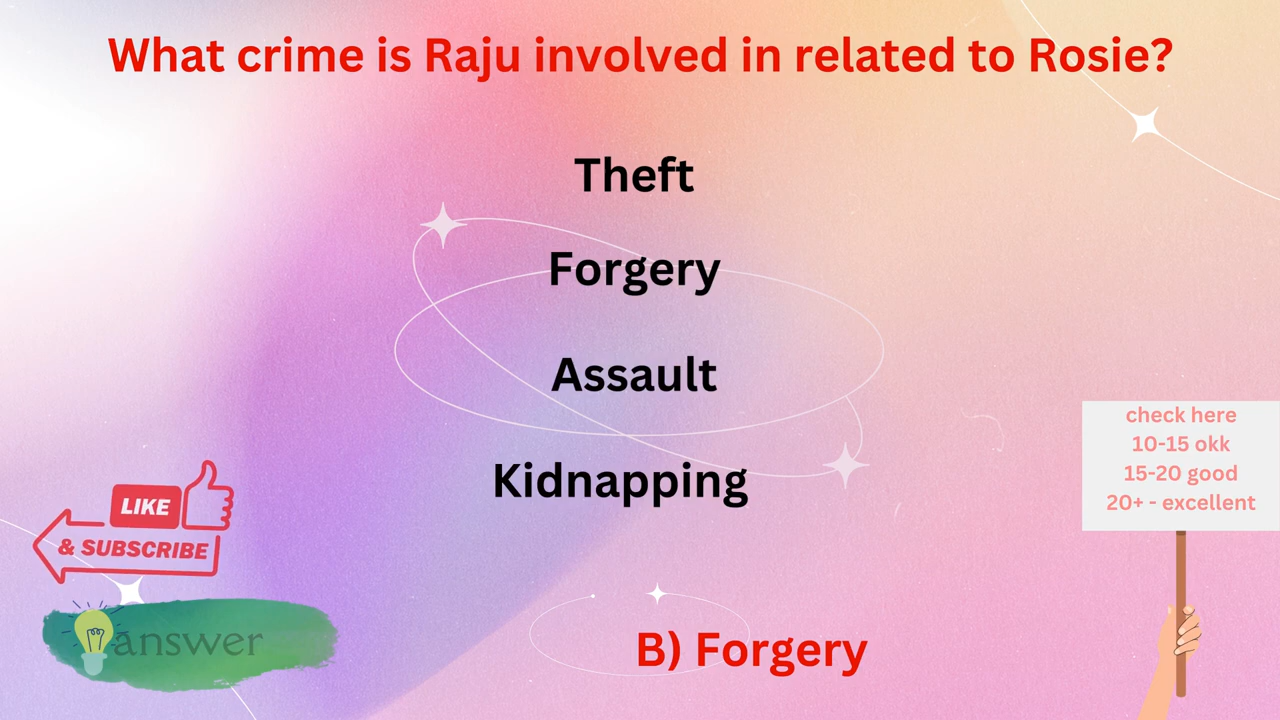 What crime is Raju involved in related to Rosie?
Theft
Forgery
Assault
Kidnapping
check here
10-15 okk
15-20 good
20+ - excellent
LIKE
& SUBSCRIBE
answer
B) Forgery